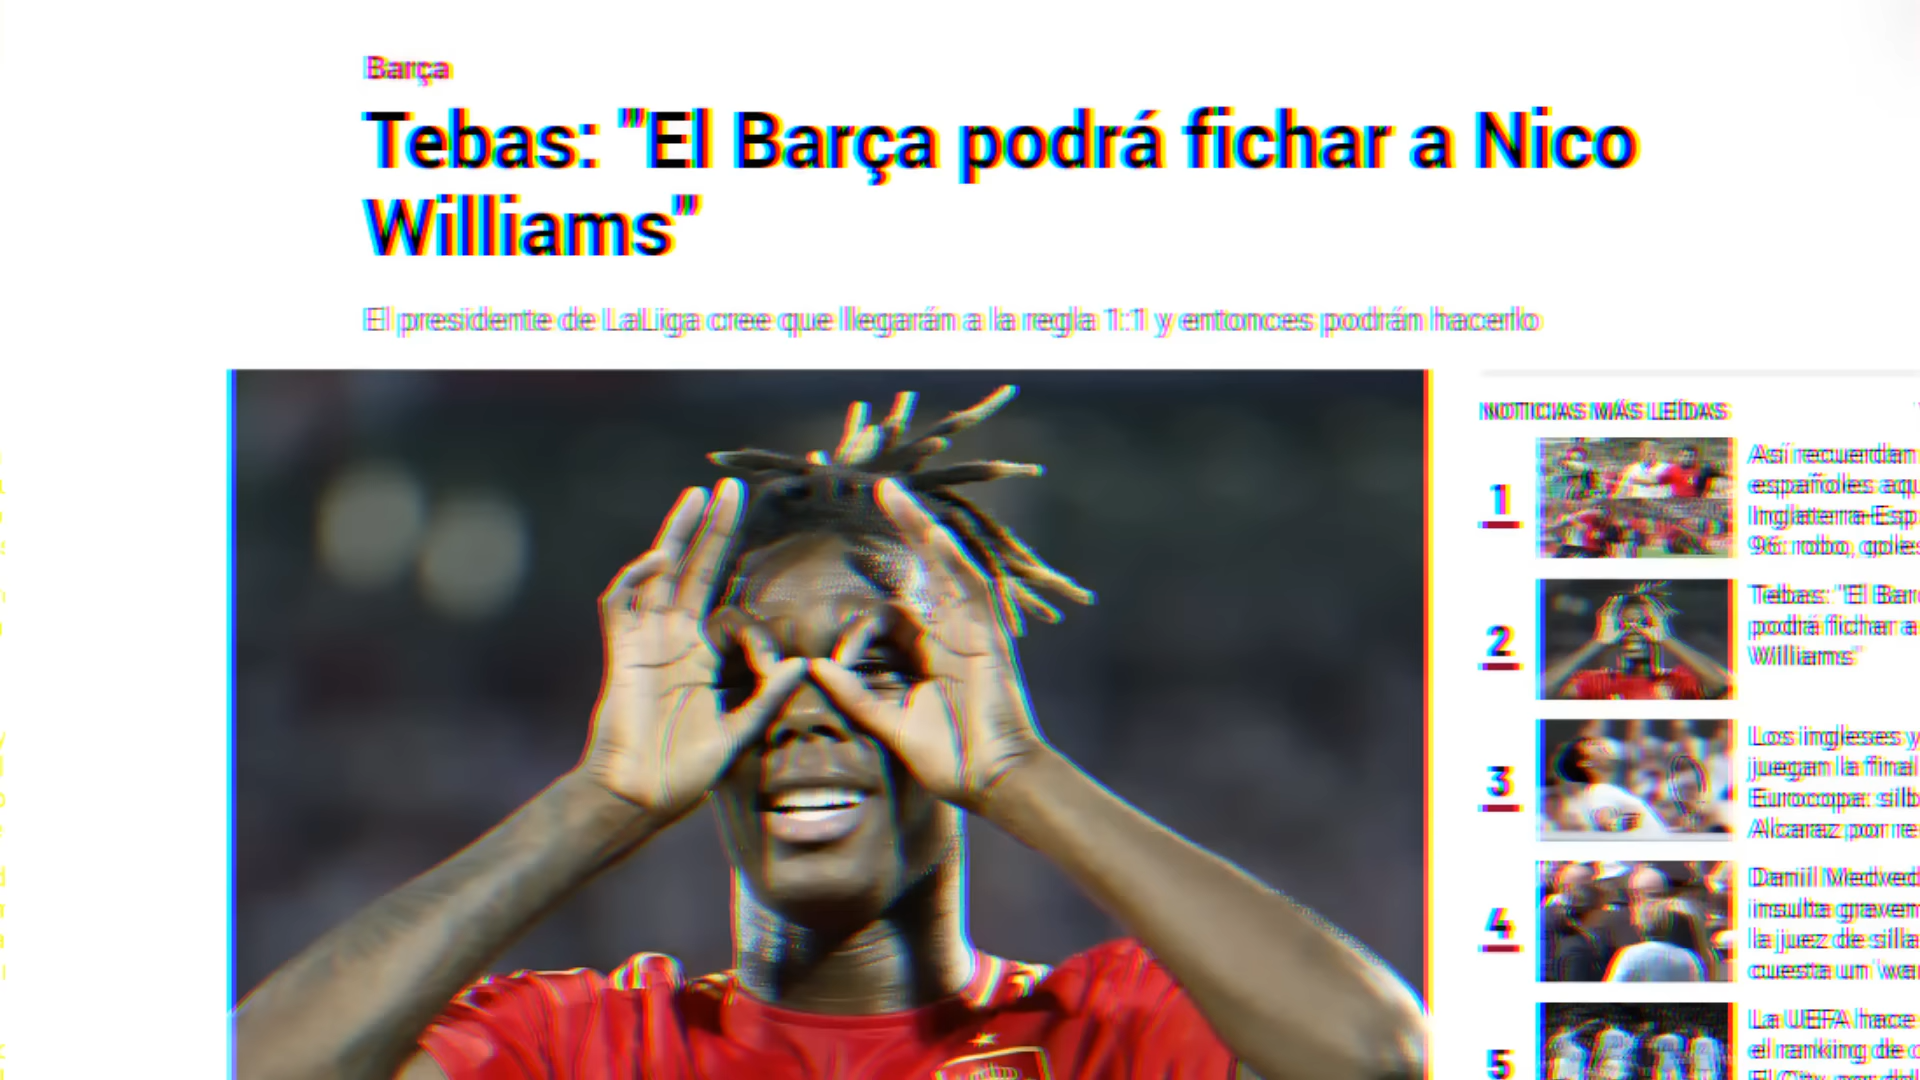 Barça
Tebas: "El Barça podrá fichar a Nico
Williams"
El presidente de LaLiga cree que llegarán a la regla 1:1 y entonces podrán hacerlo
NOTICIAS MÁS LEÍDAS
1
Así recuerdan
españoles aqu
Inglaterra-Esp
96: robo, goles
2
Tebas: "El Barç
podrá fichar a
Williams"
3
Los ingleses y
juegan la final
Eurocopa: silb
Alcaraz por re
4
Daniil Medved
insulta gravem
la juez de silla
cuesta un 'war
5
La UEFA hace
el ranking de c